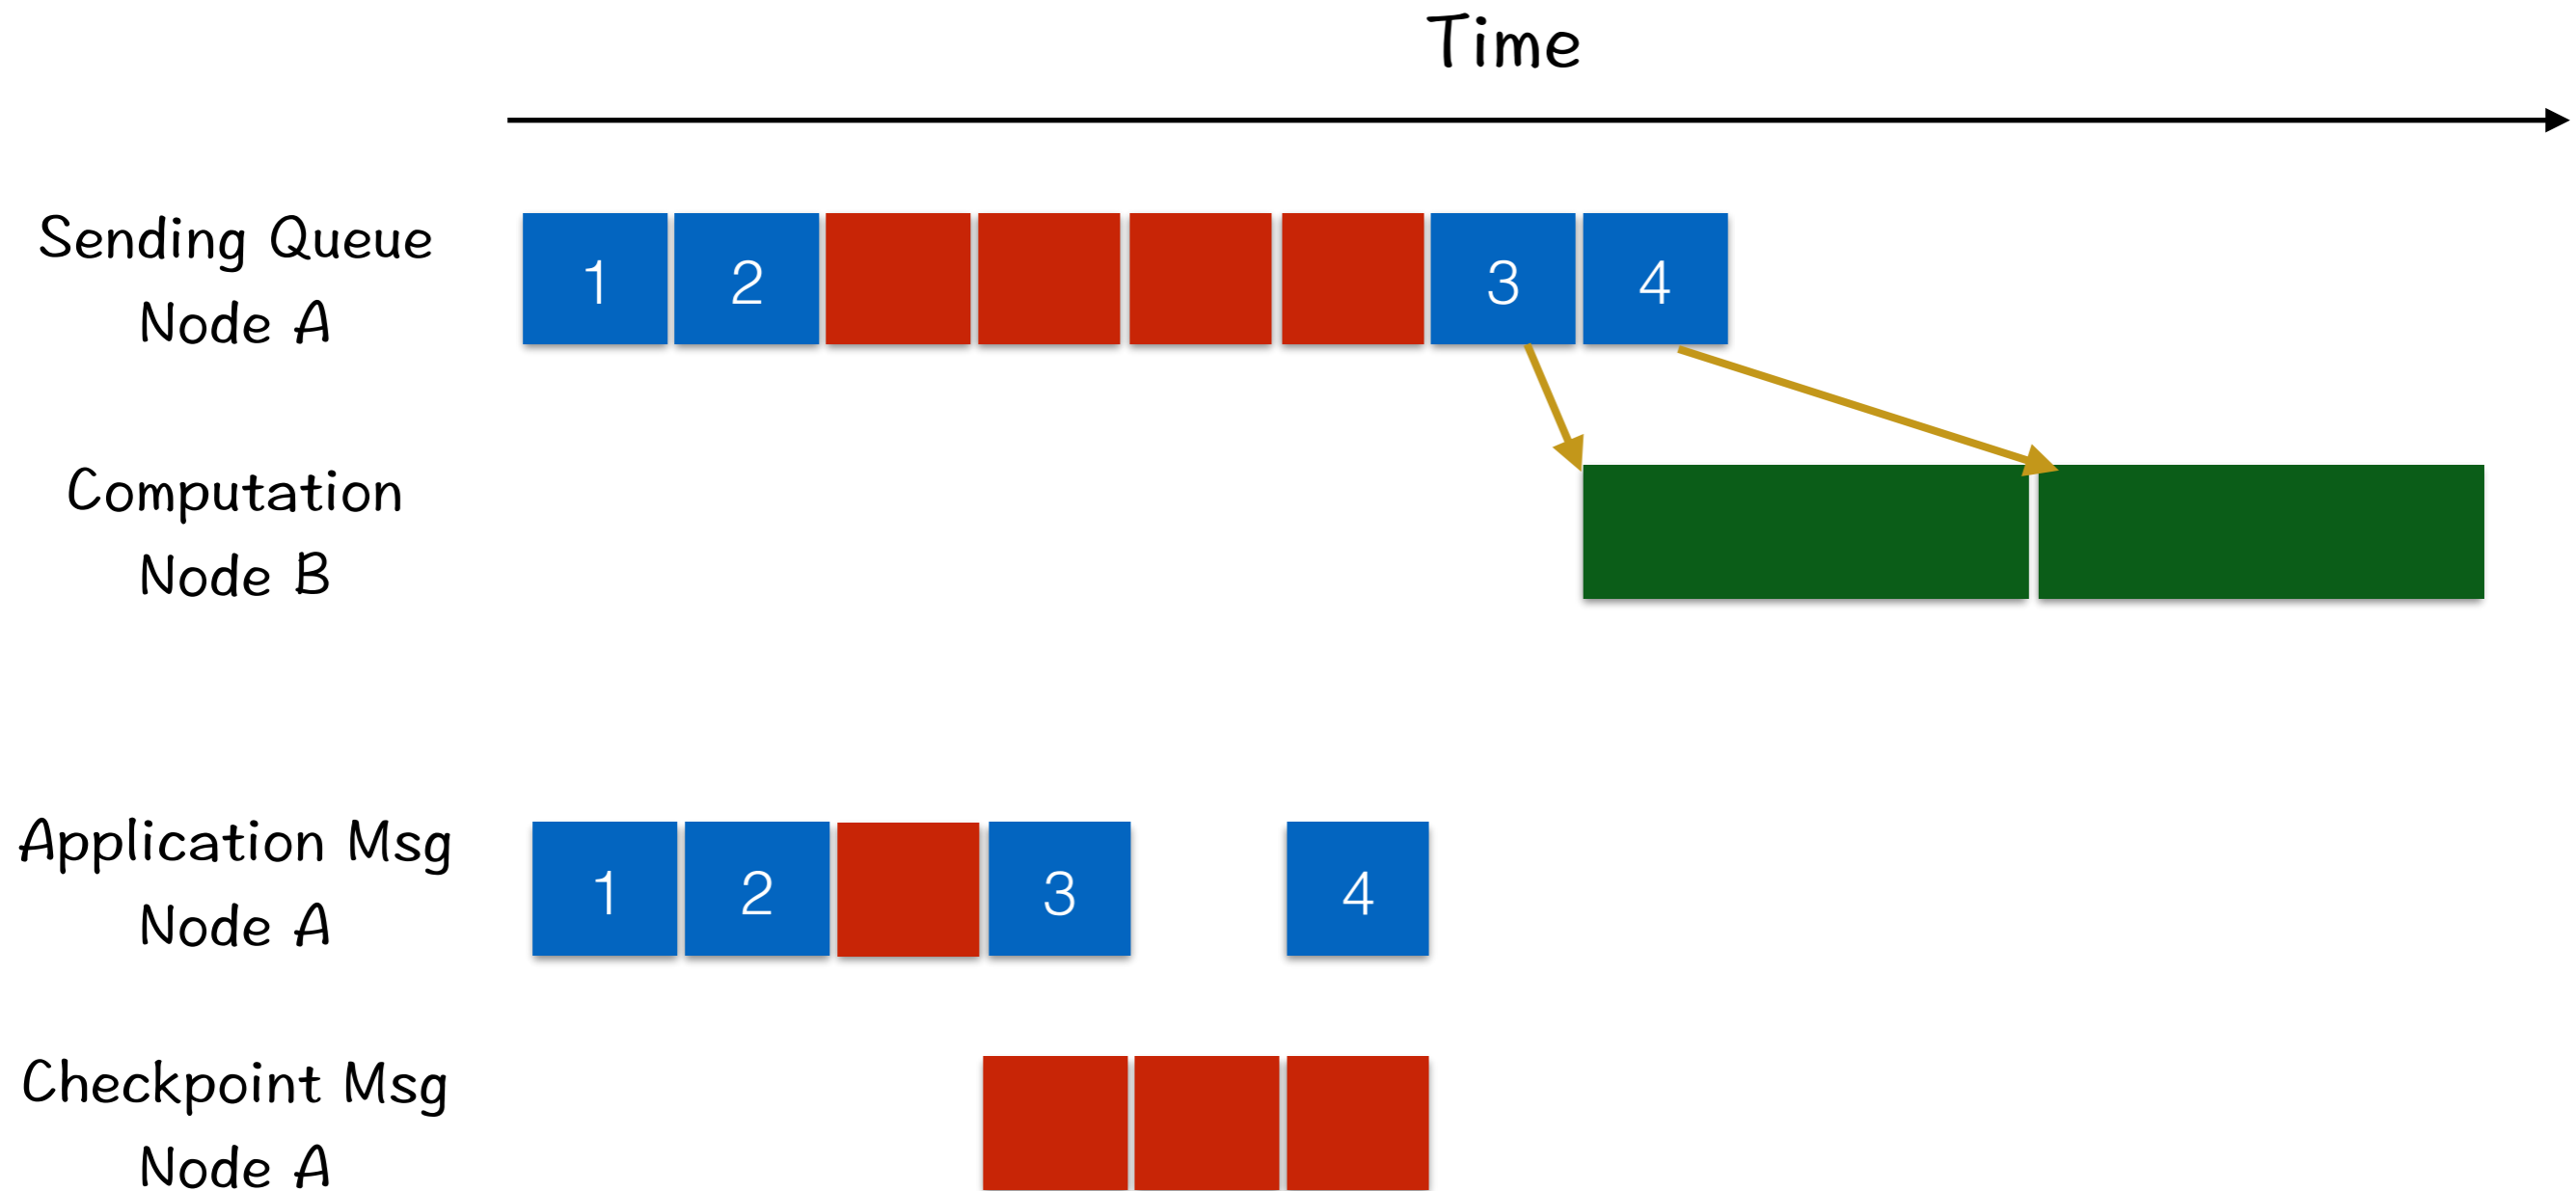 Time
Sending Queue
Node A
1 2 3 4
Computation
Node B
Application Msg
Node A
1 2 3 4
Checkpoint Msg
Node A